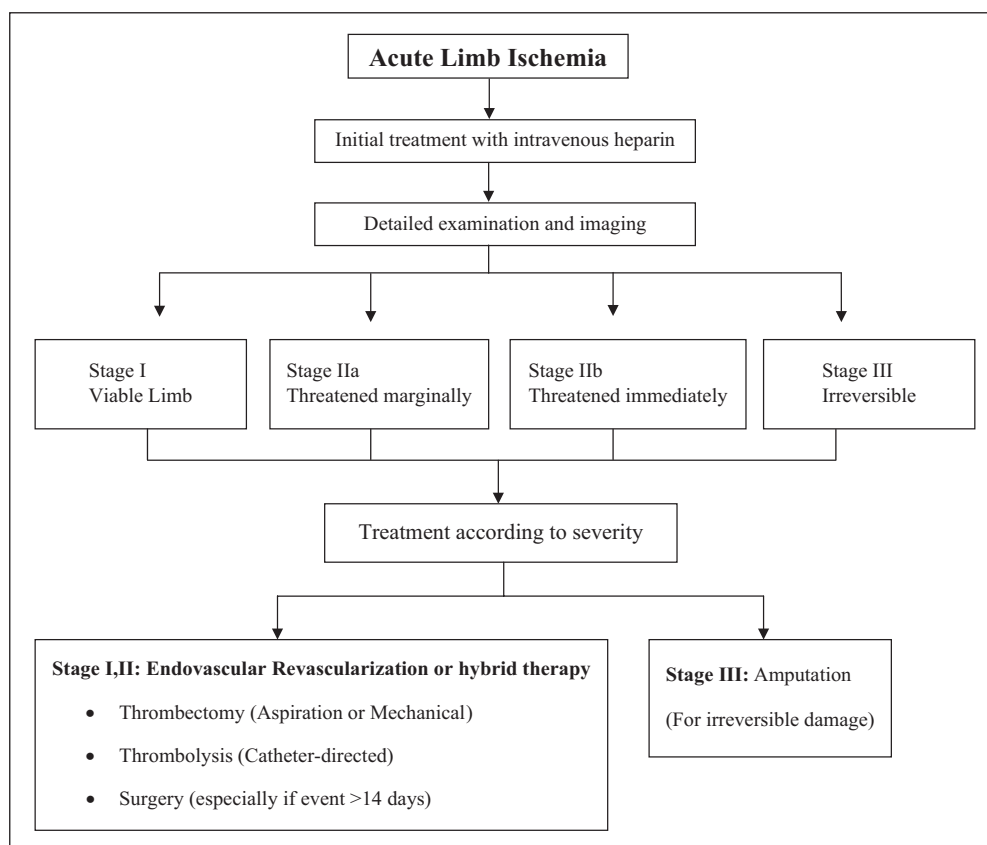 Acute Limb Ischemia
Initial treatment with intravenous heparin
Detailed examination and imaging
Stage I
Viable Limb
Stage IIa
Threatened marginally
Stage IIb
Threatened immediately
Stage III
Irreversible
Treatment according to severity
Stage I,II: Endovascular Revascularization or hybrid therapy
• Thrombectomy (Aspiration or Mechanical)
• Thrombolysis (Catheter-directed)
• Surgery (especially if event >14 days)
Stage III: Amputation
(For irreversible damage)